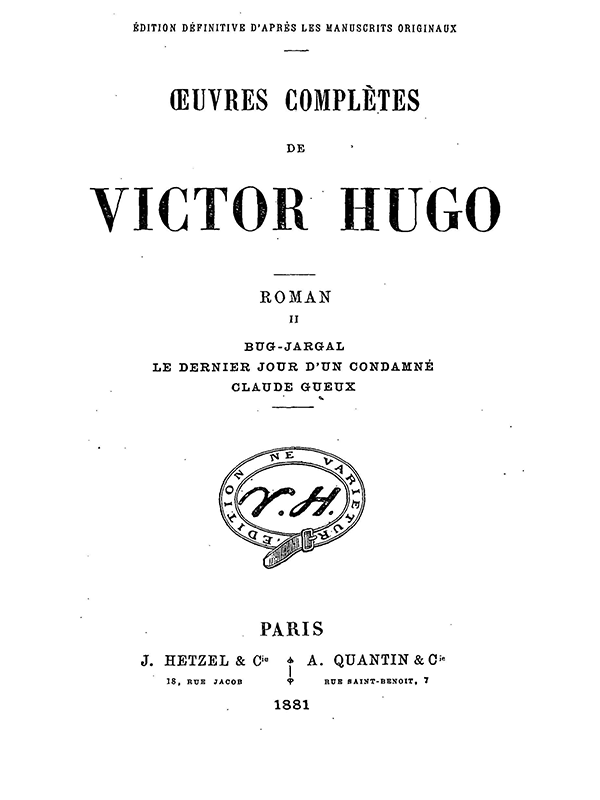 ÉDITION DÉFINITIVE D'APRÈS LES MANUSCRITS ORIGINAUX
ŒUVRES COMPLÈTES
DE
VICTOR HUGO
ROMAN
II
BUG-JARGAL
LE DERNIER JOUR D'UN CONDAMNÉ
CLAUDE GUEUX
ÉDITION NE VARIETUR
V.H.
PARIS
J. HETZEL & Cie
18, RUE JACOB
A. QUANTIN & Cie
RUE SAINT-BENOIT, 7
1881